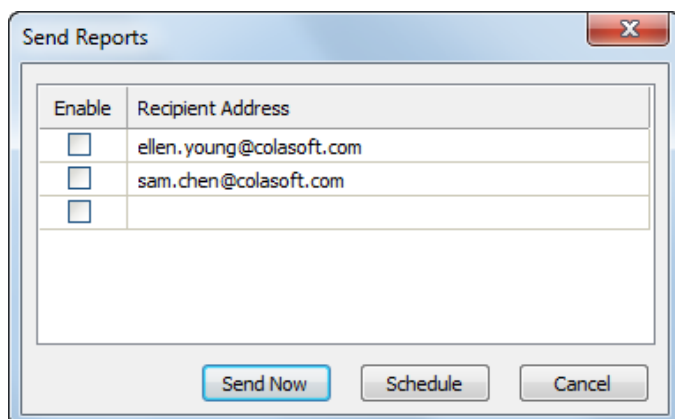 Send Reports
Enable Recipient Address
ellen.young@colasoft.com
sam.chen@colasoft.com
Send Now Schedule Cancel